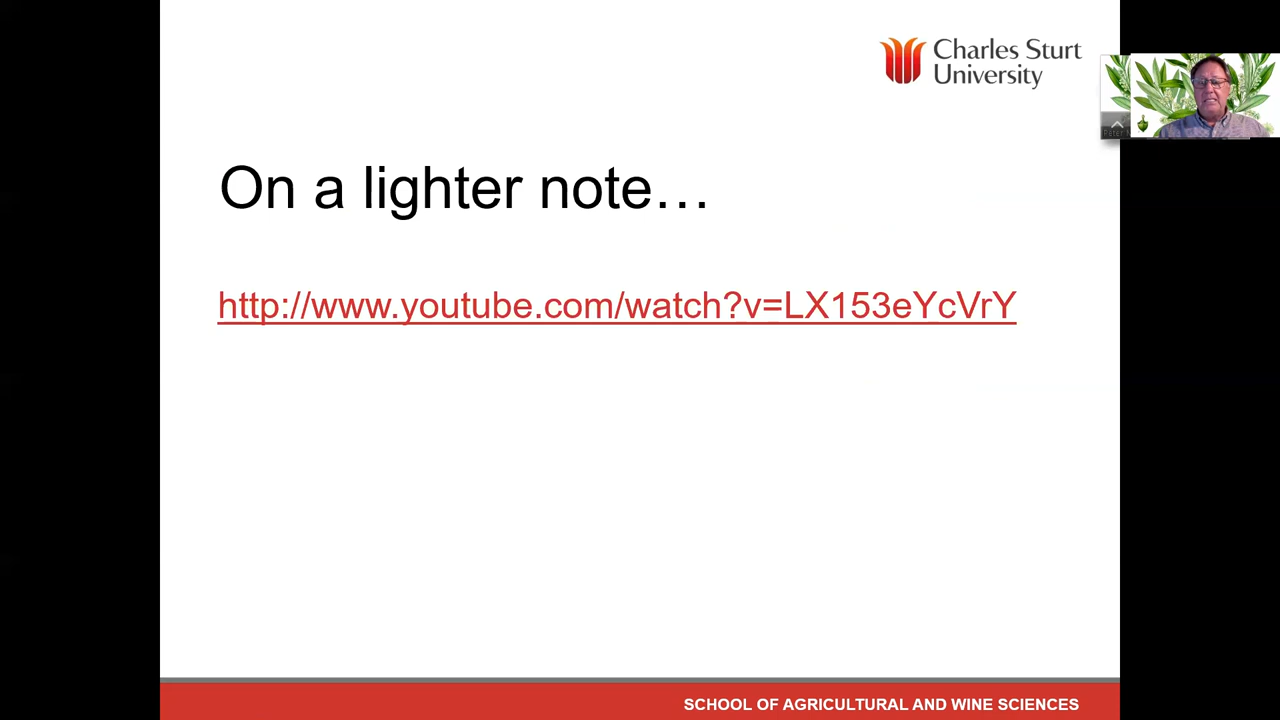 Charles Sturt
University
On a lighter note…
http://www.youtube.com/watch?v=LX153eYcVrY
SCHOOL OF AGRICULTURAL AND WINE SCIENCES